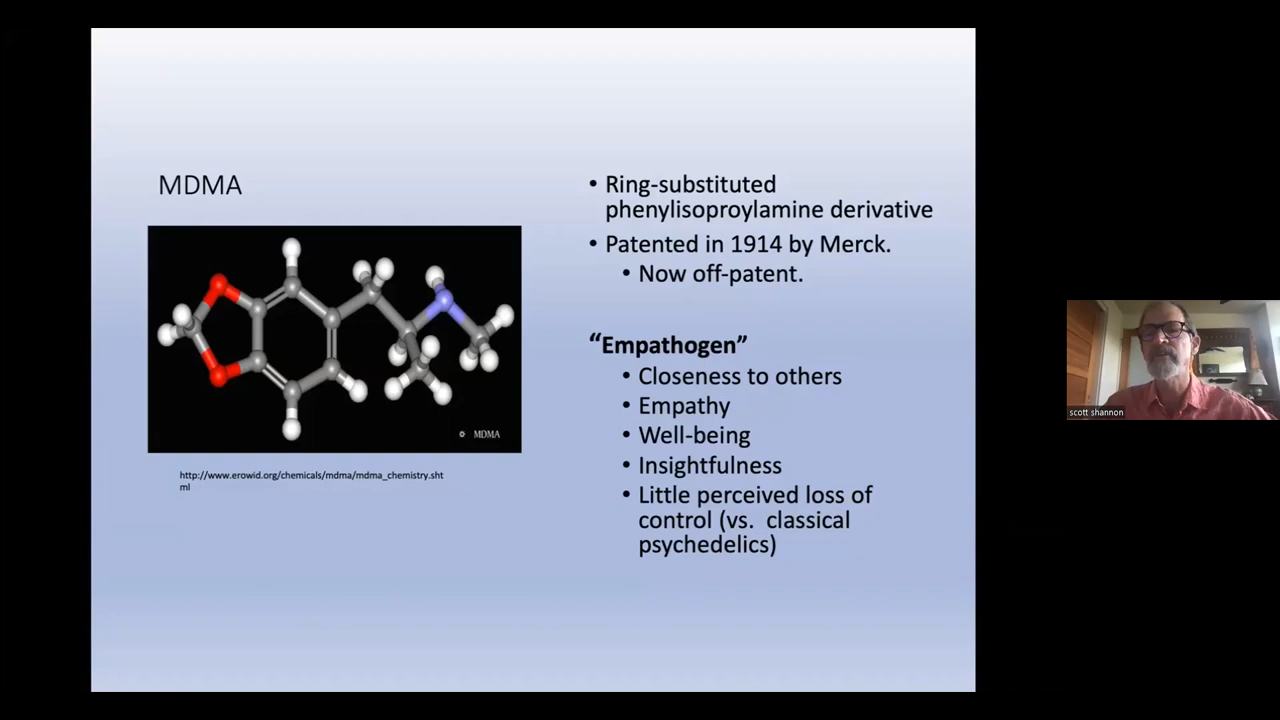 MDMA
MDMA
http://www.erowid.org/chemicals/mdma/mdma_chemistry.sht
ml
• Ring-substituted
phenylisoproylamine derivative
• Patented in 1914 by Merck.
• Now off-patent.
“Empathogen”
• Closeness to others
• Empathy
• Well-being
• Insightfulness
• Little perceived loss of
control (vs. classical
psychedelics)
scott shannon